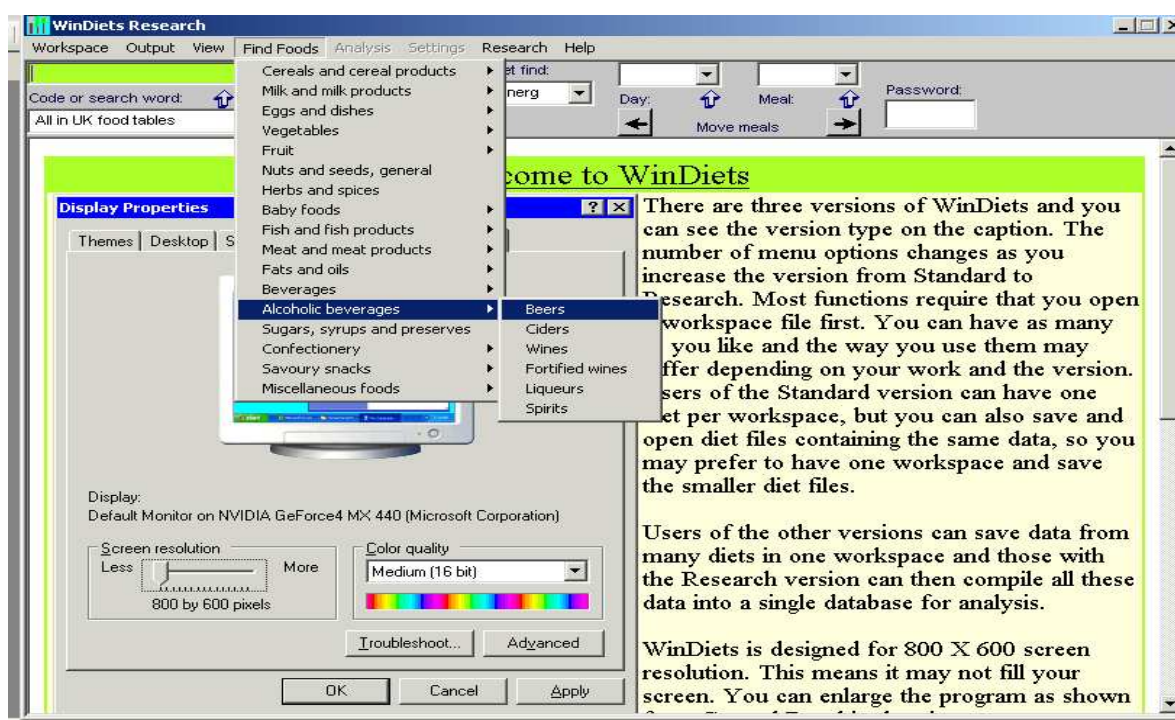 WinDiets Research
Workspace Output View Find Foods Analysis Settings Research Help
et find:
nerg
Code or search word:
Day:
Meal:
Password:
All in UK food tables
Move meals
Cereals and cereal products
Milk and milk products
Eggs and dishes
Vegetables
Fruit
Nuts and seeds, general
Herbs and spices
Baby foods
Fish and fish products
Meat and meat products
Fats and oils
Beverages
Alcoholic beverages
Sugars, syrups and preserves
Confectionery
Savoury snacks
Miscellaneous foods
Beers
Ciders
Wines
Fortified wines
Liqueurs
Spirits
come to WinDiets
Display Properties
Themes Desktop S
Display:
Default Monitor on NVIDIA GeForce4 MX 440 (Microsoft Corporation)
Screen resolution
Less More
800 by 600 pixels
Color quality
Medium (16 bit)
Troubleshoot... Advanced
OK Cancel Apply
There are three versions of WinDiets and you
can see the version type on the caption. The
number of menu options changes as you
increase the version from Standard to
Research. Most functions require that you open
workspace file first. You can have as many
you like and the way you use them may
ffer depending on your work and the version.
sers of the Standard version can have one
et per workspace, but you can also save and
open diet files containing the same data, so you
may prefer to have one workspace and save
the smaller diet files.
Users of the other versions can save data from
many diets in one workspace and those with
the Research version can then compile all these
data into a single database for analysis.
WinDiets is designed for 800 X 600 screen
resolution. This means it may not fill your
screen. You can enlarge the program as shown